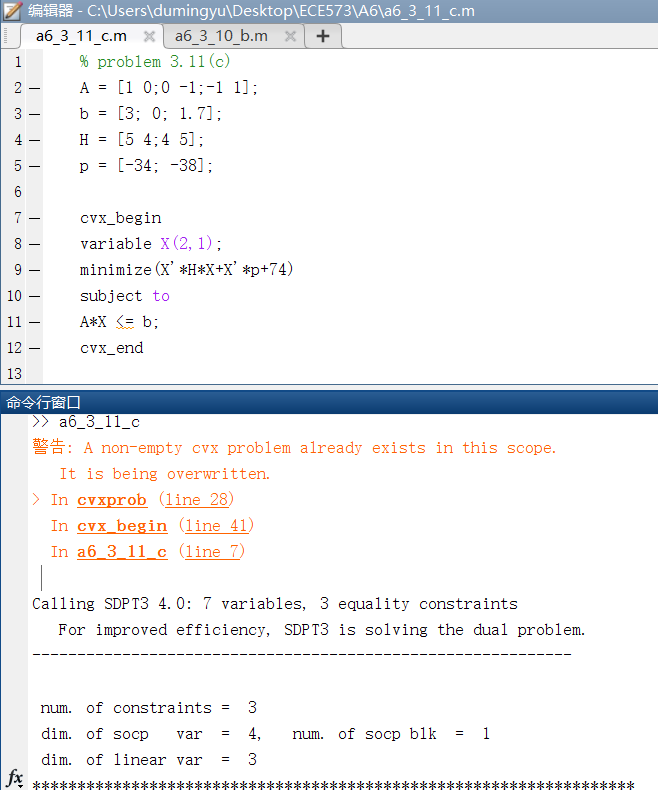 编辑器 - C:\Users\dumingyu\Desktop\ECE573\A6\a6_3_11_c.m
a6_3_11_c.m × a6_3_10_b.m × +
1 % problem 3.11(c)
2 — A = [1 0;0 -1;-1 1];
3 — b = [3; 0; 1.7];
4 — H = [5 4;4 5];
5 — p = [-34; -38];
6
7 — cvx_begin
8 — variable X(2,1);
9 — minimize(X'*H*X+X'*p+74)
10 — subject to
11 — A*X <= b;
12 — cvx_end
13
命令行窗口
>> a6_3_11_c
警告: A non-empty cvx problem already exists in this scope.
It is being overwritten.
> In cvxprob (line 28)
In cvx_begin (line 41)
In a6_3_11_c (line 7)
Calling SDPT3 4.0: 7 variables, 3 equality constraints
For improved efficiency, SDPT3 is solving the dual problem.
------------------------------------------------------------
num. of constraints = 3
dim. of socp var = 4, num. of socp blk = 1
dim. of linear var = 3
fx *******************************************************************